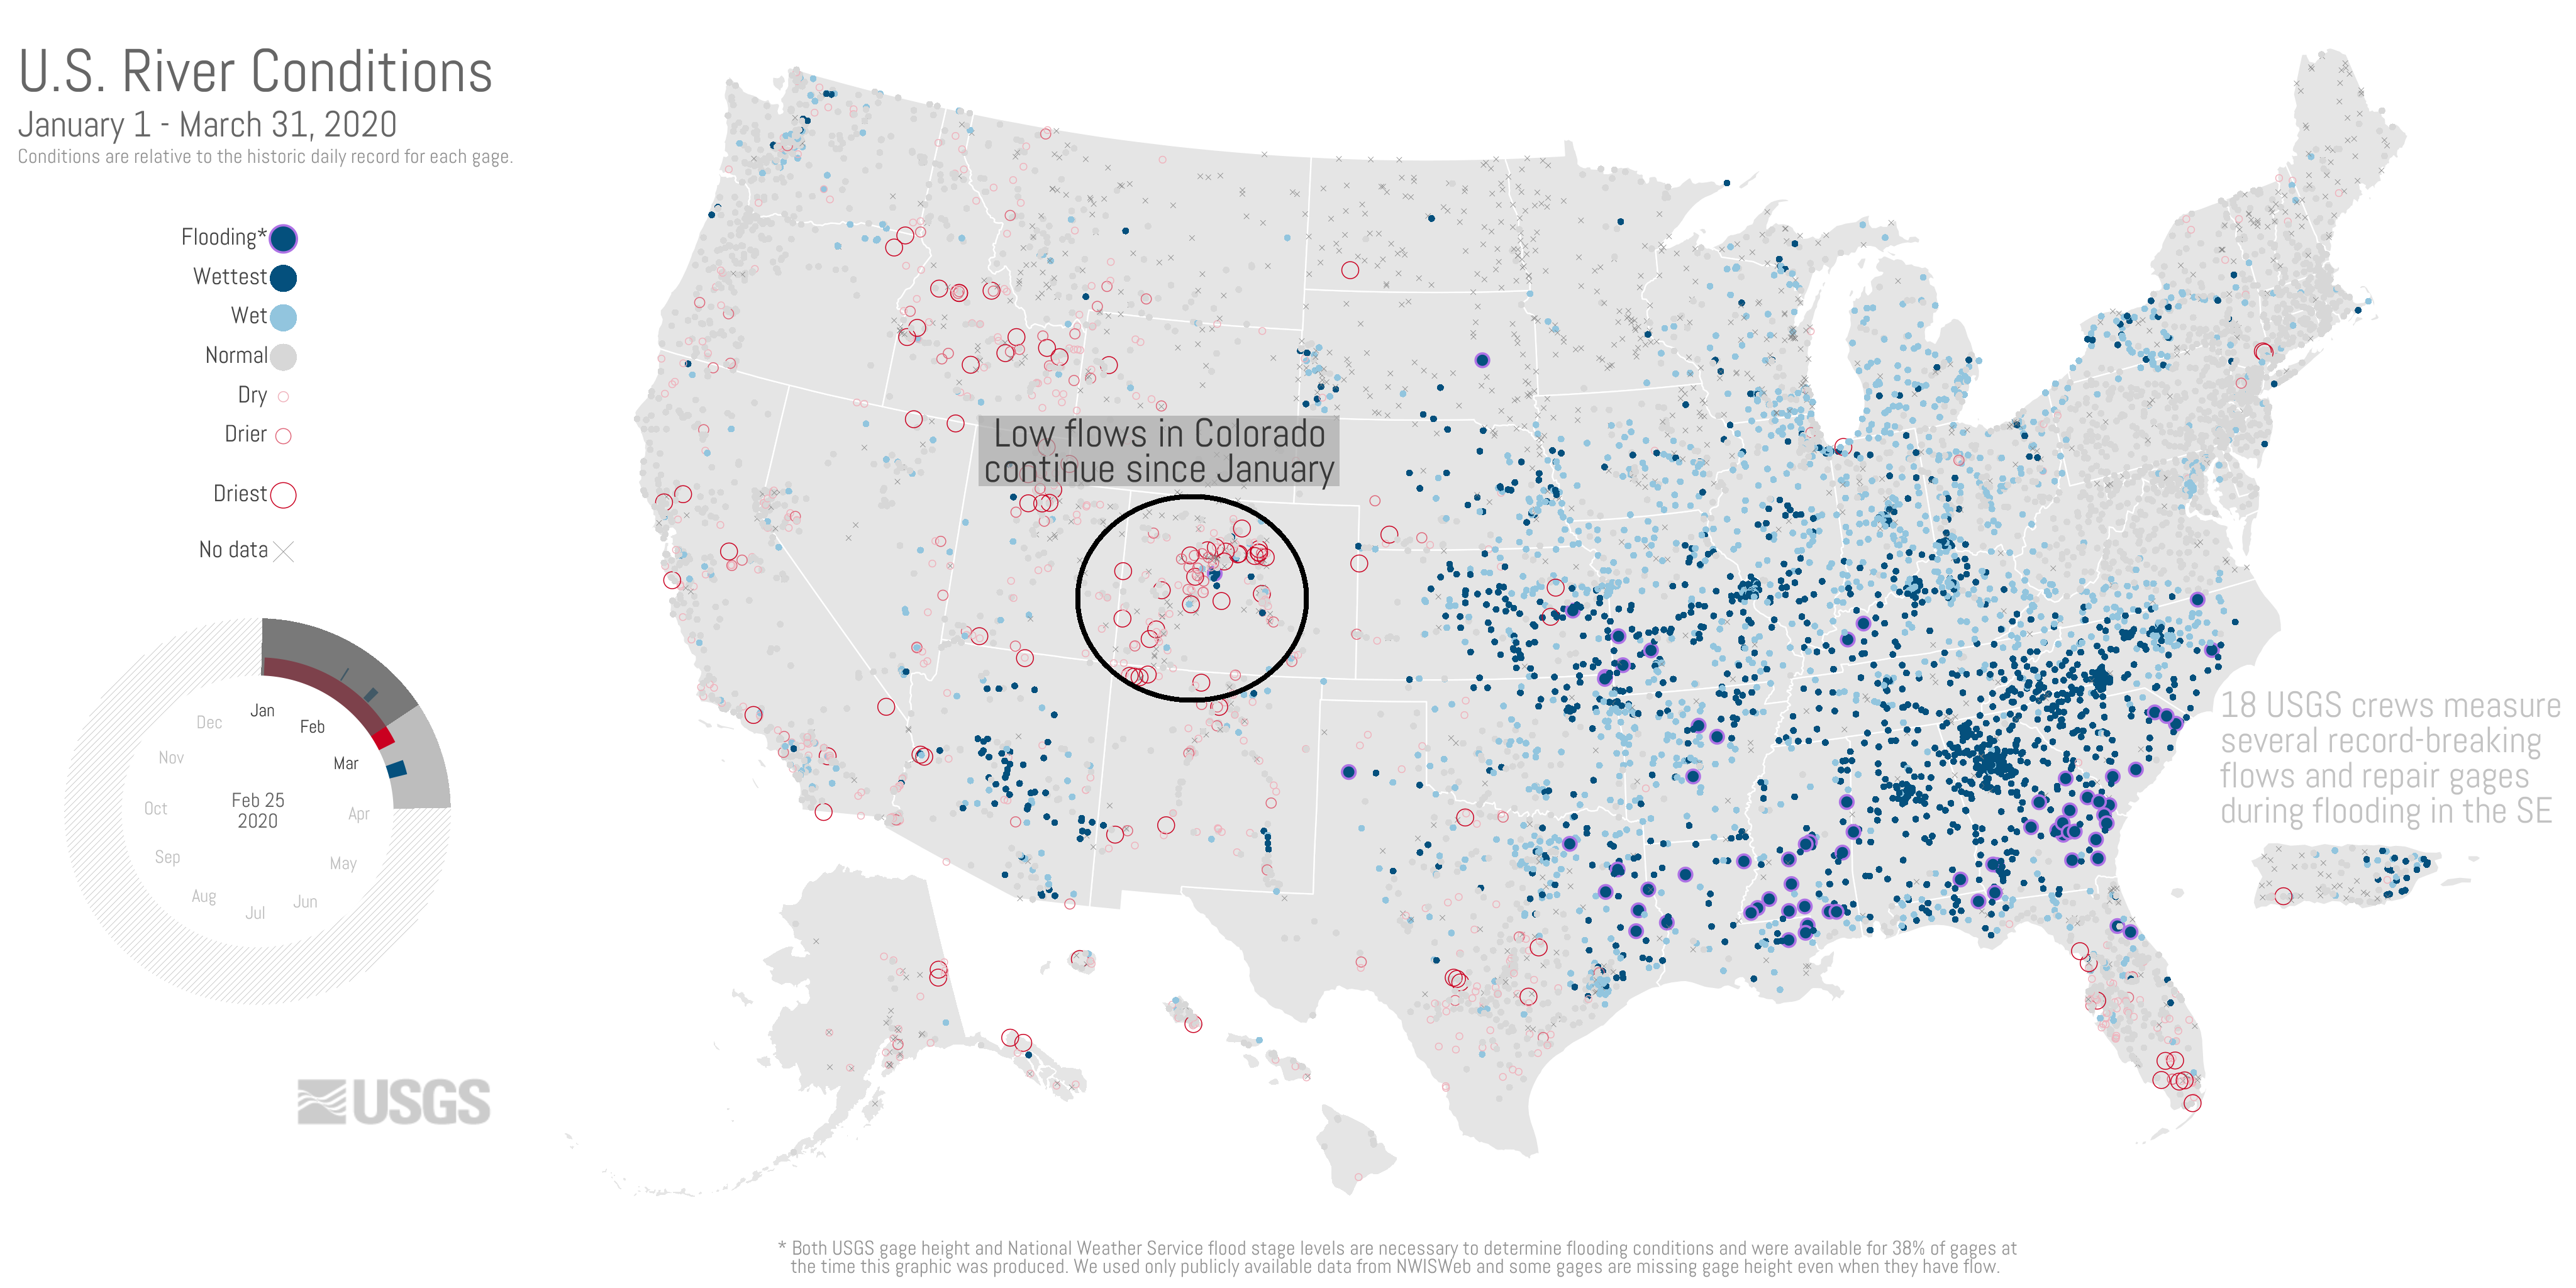 U.S. River Conditions
January 1 - March 31, 2020
Conditions are relative to the historic daily record for each gage.
Flooding*
Wettest
Wet
Normal
Dry
Drier
Driest
No data
Jan
Feb
Mar
Apr
May
Jun
Jul
Aug
Sep
Oct
Nov
Dec
Feb 25
2020
USGS
Low flows in Colorado
continue since January
18 USGS crews measure
several record-breaking
flows and repair gages
during flooding in the SE
* Both USGS gage height and National Weather Service flood stage levels are necessary to determine flooding conditions and were available for 38% of gages at
the time this graphic was produced. We used only publicly available data from NWISWeb and some gages are missing gage height even when they have flow.